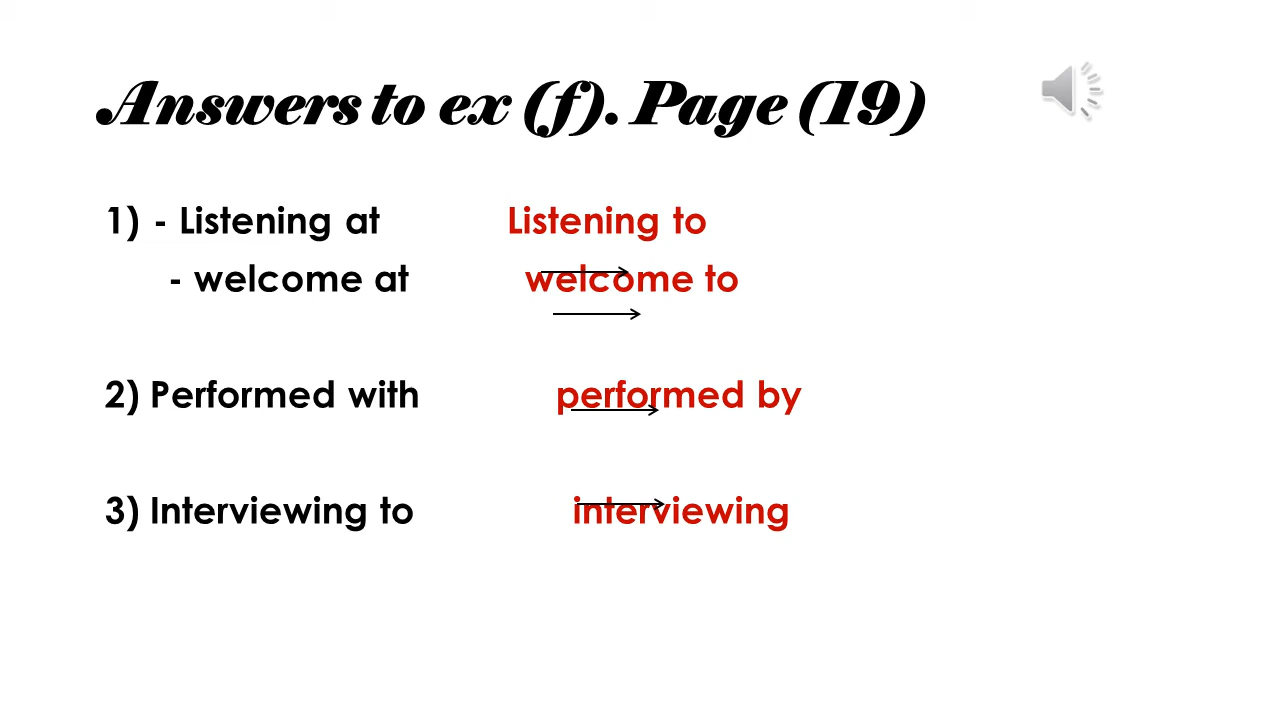 Answers to ex (f). Page (19)
1) - Listening at Listening to
- welcome at welcome to
2) Performed with performed by
3) Interviewing to interviewing